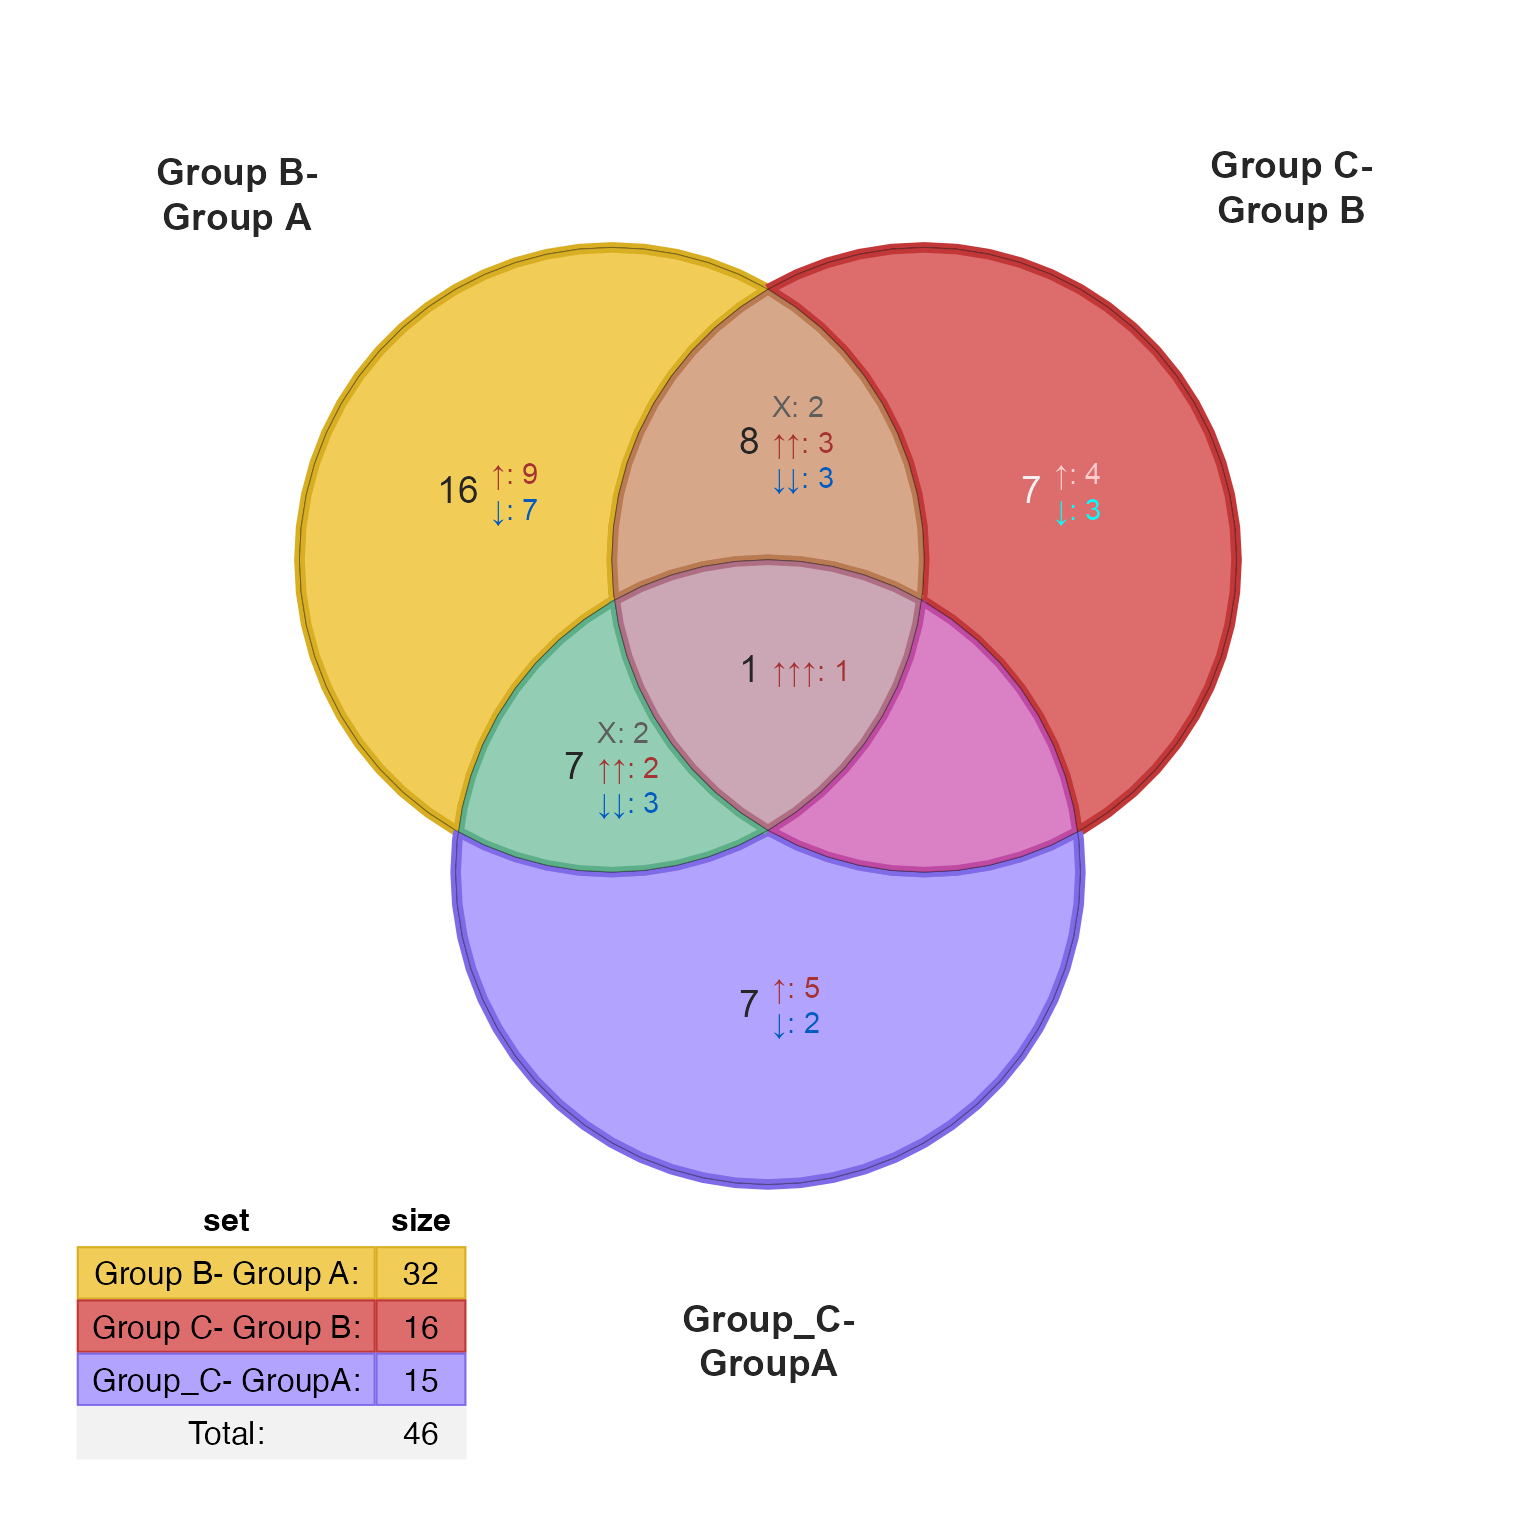 Group B-
Group A
Group C-
Group B
X: 2
8 ↑↑: 3
↓↓: 3
16 ↑: 9
↓: 7
7 ↑: 4
↓: 3
1 ↑↑↑: 1
X: 2
7 ↑↑: 2
↓↓: 3
7 ↑: 5
↓: 2
set size
Group B- Group A: 32
Group C- Group B: 16
Group_C- GroupA: 15
Total: 46
Group_C-
GroupA